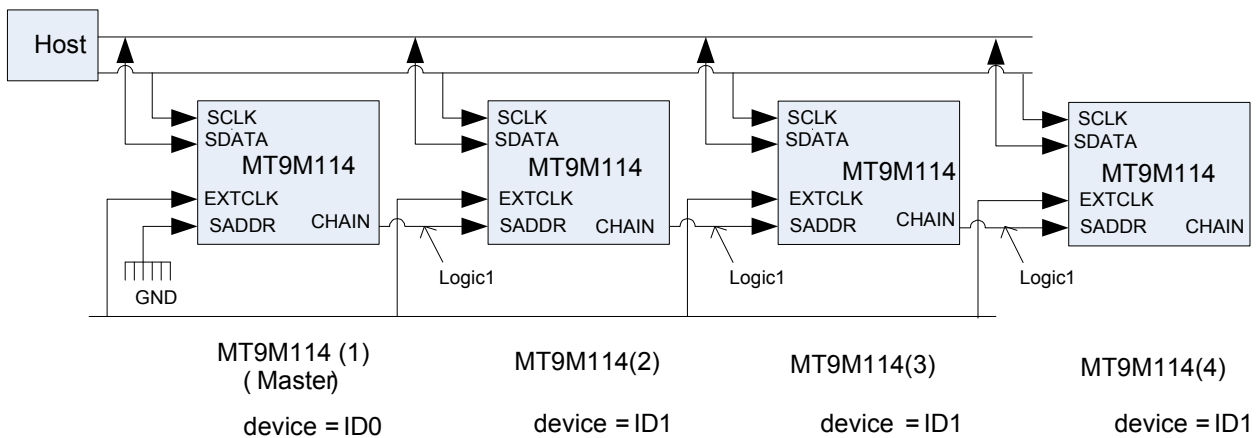 Host
SCLK
SDATA
MT9M114
EXTCLK
SADDR
CHAIN
SCLK
SDATA
MT9M114
EXTCLK
SADDR
CHAIN
SCLK
SDATA
MT9M114
EXTCLK
SADDR
CHAIN
SCLK
SDATA
MT9M114
EXTCLK
SADDR
CHAIN
GND
Logic1
Logic1
Logic1
MT9M114 (1)
( Master)
device = ID0
MT9M114(2)
device = ID1
MT9M114(3)
device = ID1
MT9M114(4)
device = ID1